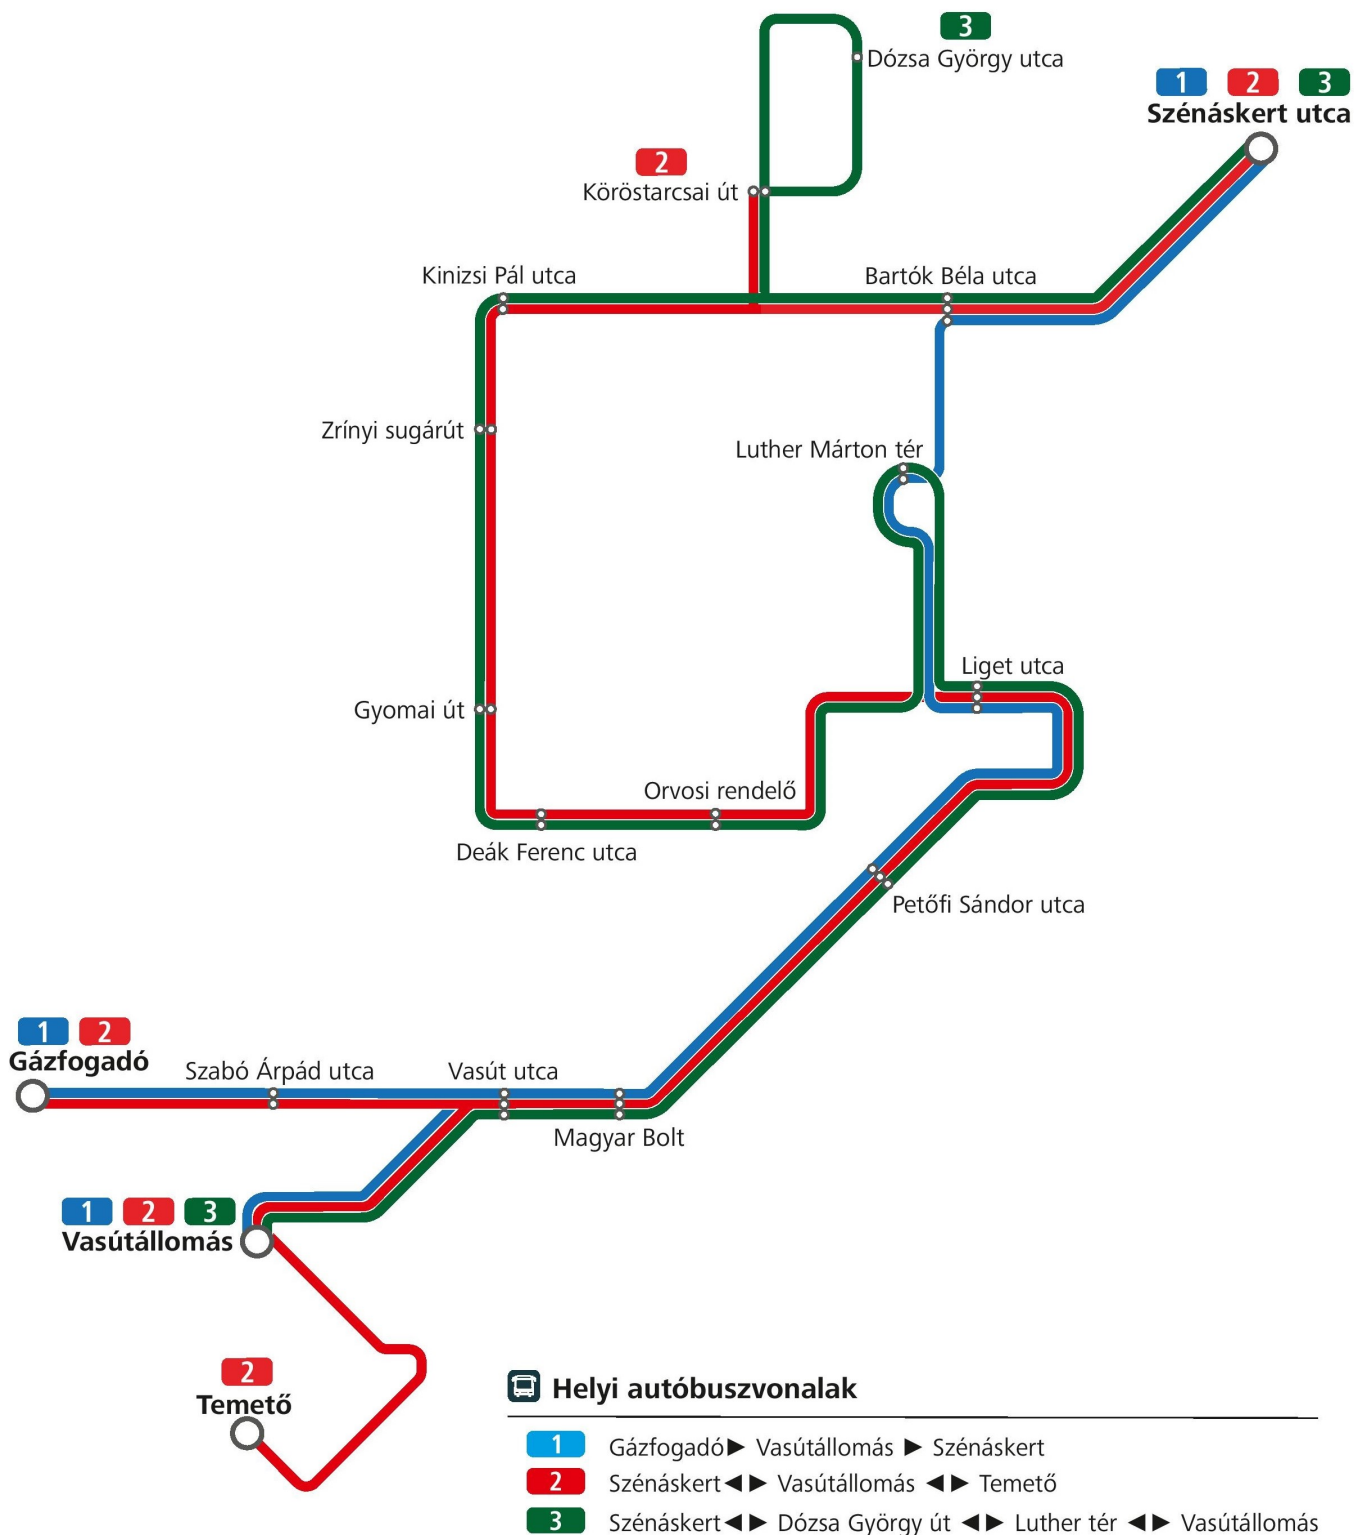 3
Dózsa György utca
1 2 3
Szénáskert utca
2
Köröstarcsai út
Kinizsi Pál utca
Bartók Béla utca
Zrínyi sugárút
Luther Márton tér
Liget utca
Gyomai út
Orvosi rendelő
Deák Ferenc utca
Petőfi Sándor utca
1 2
Gázfogadó
Szabó Árpád utca
Vasút utca
Magyar Bolt
1 2 3
Vasútállomás
2
Temető
Helyi autóbuszvonalak
1 Gázfogadó▶ Vasútállomás ▶ Szénáskert
2 Szénáskert◀▶ Vasútállomás ◀▶ Temető
3 Szénáskert◀▶ Dózsa György út ◀▶ Luther tér ◀▶ Vasútállomás